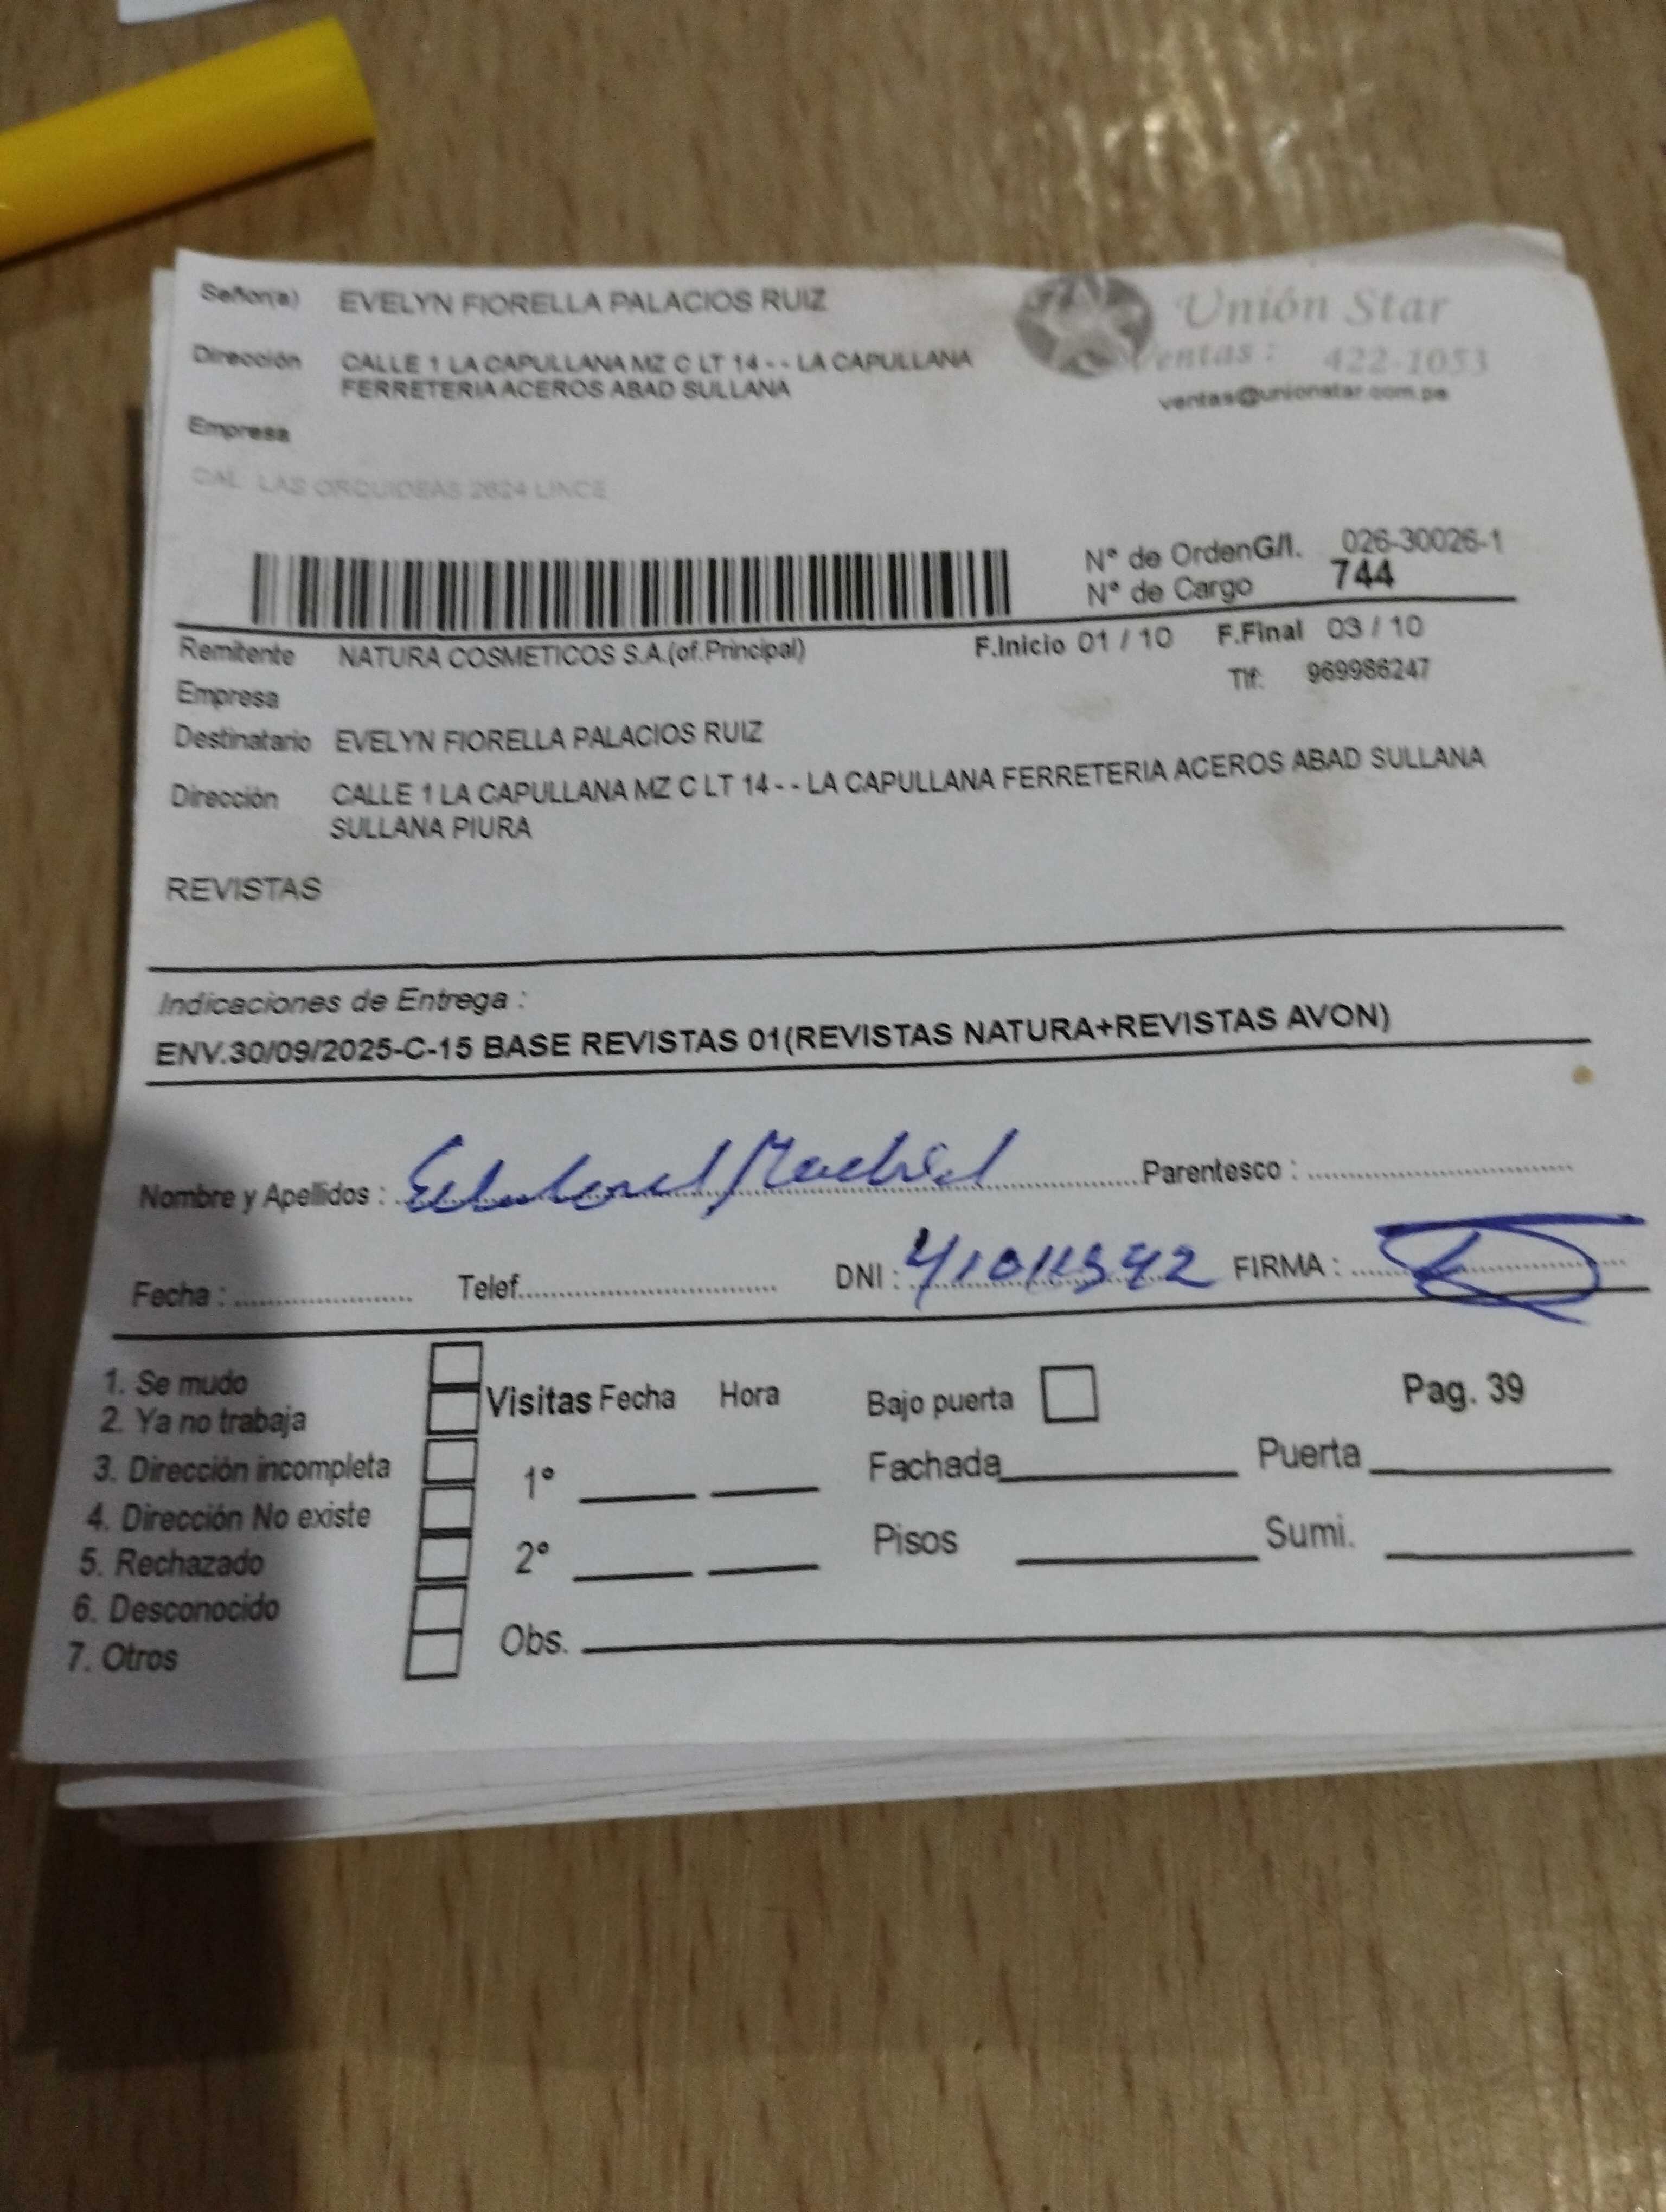 Señor(a) EVELYN FIORELLA PALACIOS RUIZ
Unión Star
Dirección CALLE 1 LA CAPULLANA MZ C LT 14 - - LA CAPULLANA
FERRETERIA ACEROS ABAD SULLANA
Ventas : 422-1053
ventas@unionstar.com.pe
Empresa
CAL LAS ORQUIDEAS 2624 LINCE
N° de OrdenG/I. 026-30026-1
N° de Cargo 744
Remitente NATURA COSMETICOS S.A.(of.Principal) F.Inicio 01 / 10 F.Final 03 / 10
Empresa Tlf: 969986247
Destinatario EVELYN FIORELLA PALACIOS RUIZ
Dirección CALLE 1 LA CAPULLANA MZ C LT 14 - - LA CAPULLANA FERRETERIA ACEROS ABAD SULLANA
SULLANA PIURA
REVISTAS
Indicaciones de Entrega :
ENV.30/09/2025-C-15 BASE REVISTAS 01(REVISTAS NATURA+REVISTAS AVON)
Nombre y Apellidos : Madrid Parentesco :
Fecha : Telef. DNI : FIRMA :
1. Se mudo
2. Ya no trabaja
3. Dirección incompleta
4. Dirección No existe
5. Rechazado
6. Desconocido
7. Otros
Visitas Fecha Hora
1°
2°
Obs.
Bajo puerta Pag. 39
Fachada Puerta
Pisos Sumi.